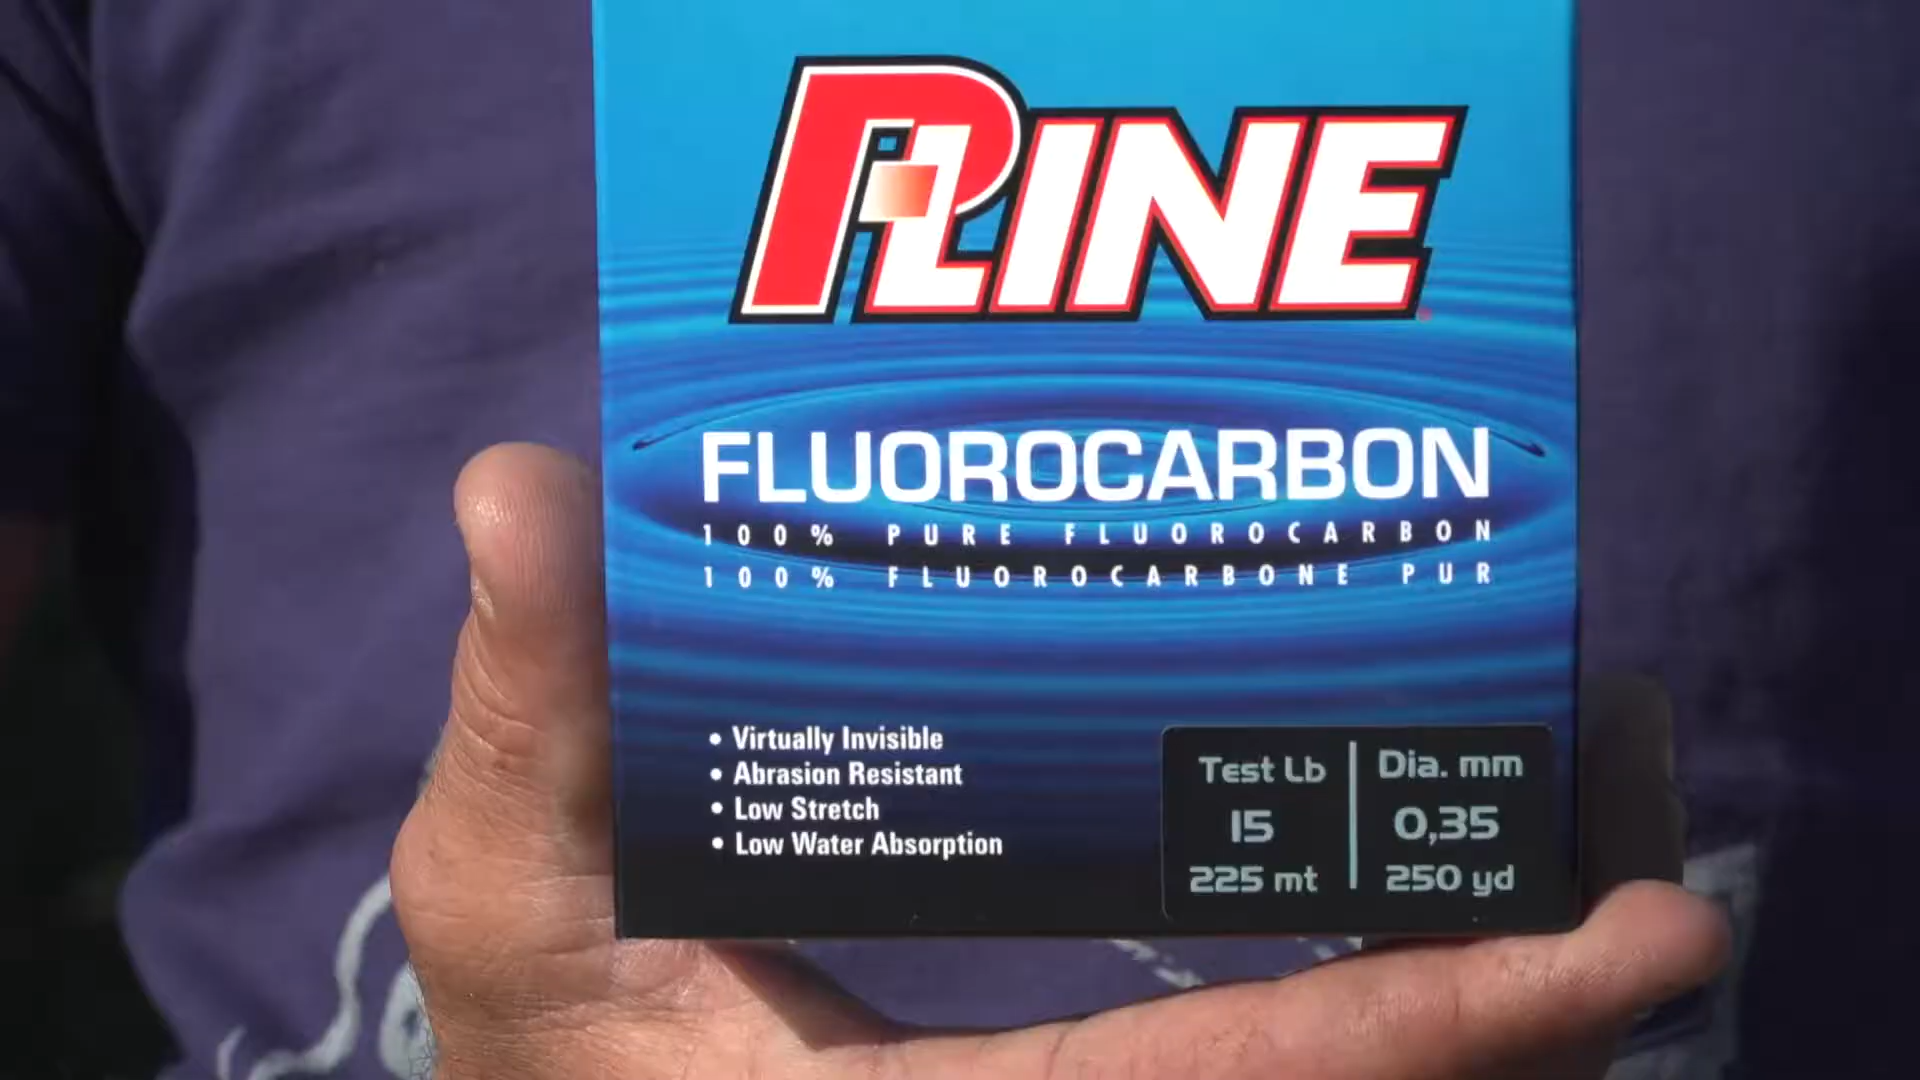 PLINE
FLUOROCARBON
100% PURE FLUOROCARBON
100% FLUOROCARBONE PUR
• Virtually Invisible
• Abrasion Resistant
• Low Stretch
• Low Water Absorption
Test Lb | Dia. mm
15 | 0,35
225 mt | 250 yd